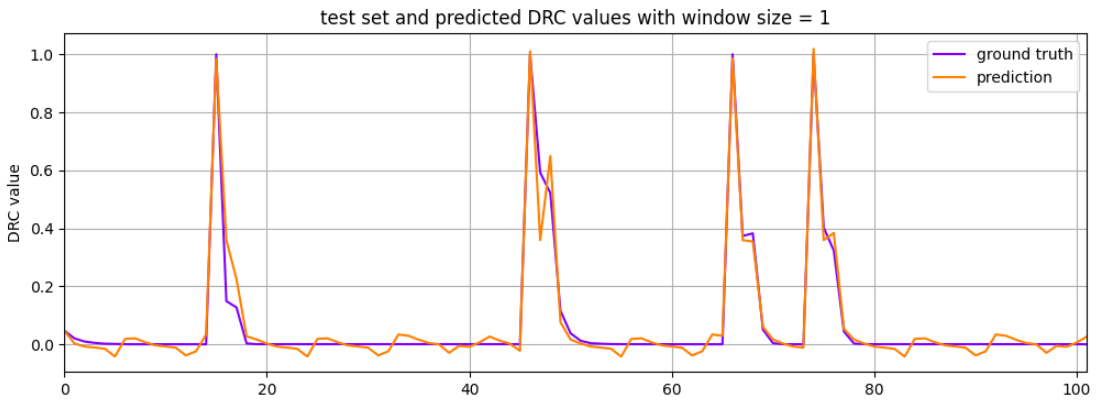 test set and predicted DRC values with window size = 1
ground truth
prediction
DRC value
1.0
0.8
0.6
0.4
0.2
0.0
0 20 40 60 80 100